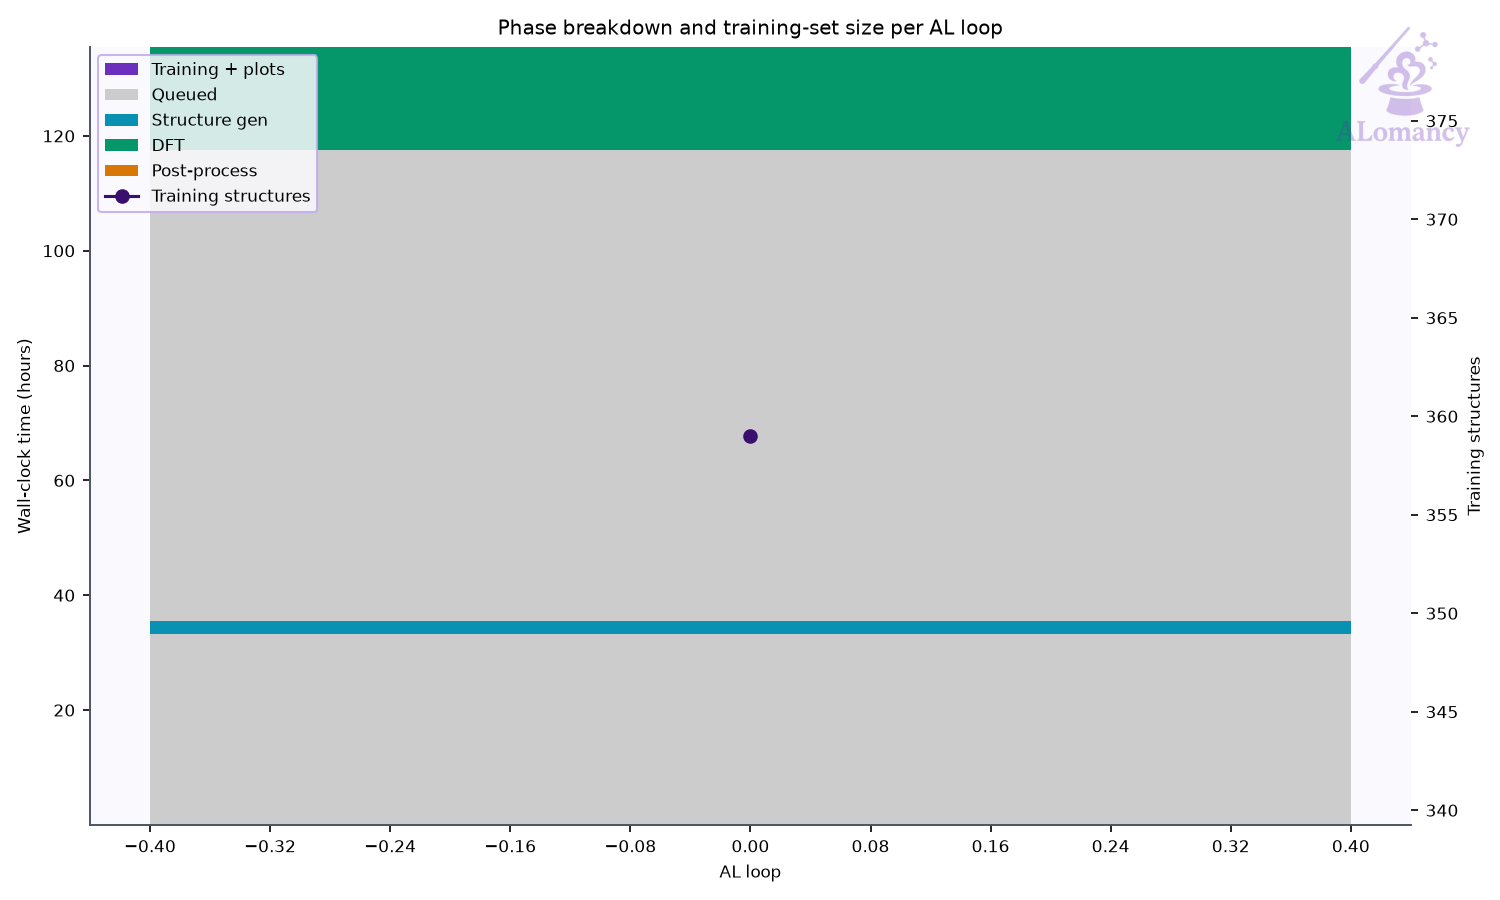 Phase breakdown and training-set size per AL loop
Training + plots
Queued
Structure gen
DFT
Post-process
Training structures
ALomancy
Wall-clock time (hours)
120
100
80
60
40
20
375
370
365
360
355
350
345
340
Training structures
−0.40 −0.32 −0.24 −0.16 −0.08 0.00 0.08 0.16 0.24 0.32 0.40
AL loop